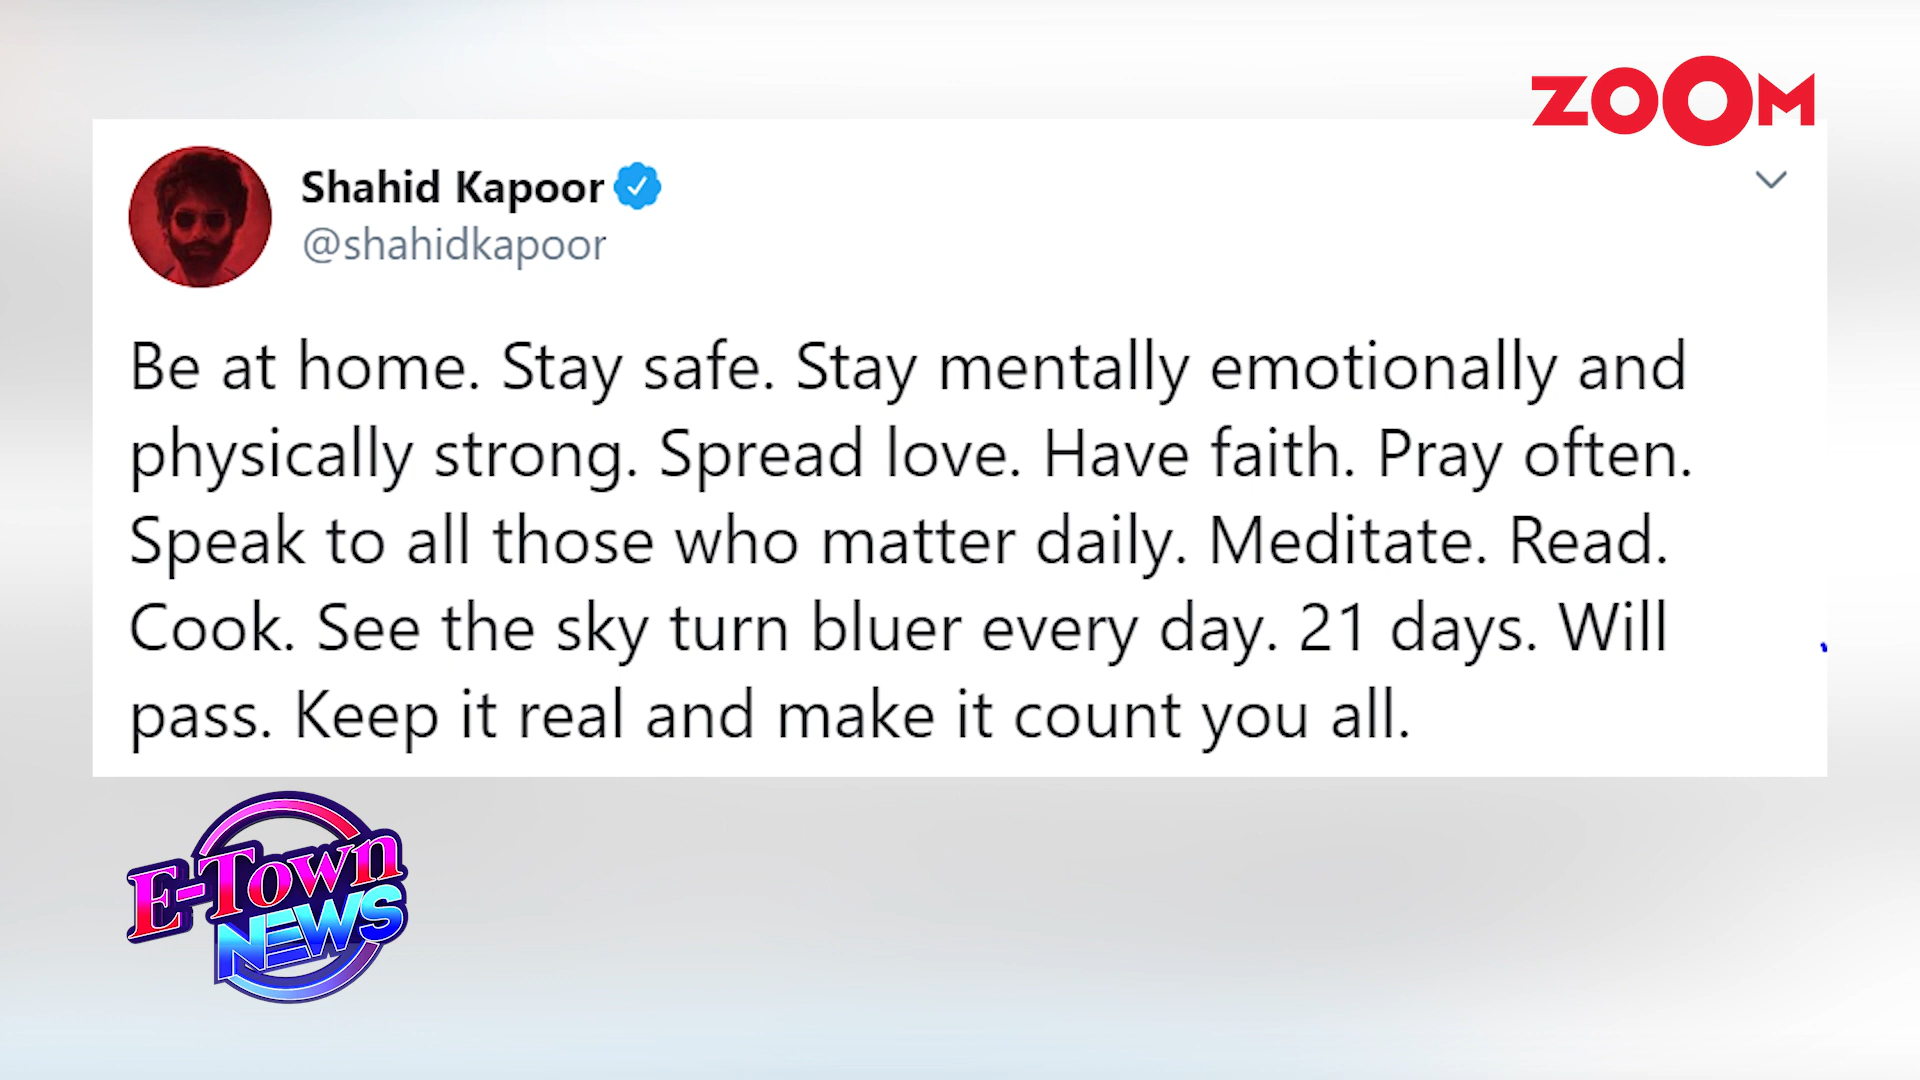 ZOOM
Shahid Kapoor
@shahidkapoor
Be at home. Stay safe. Stay mentally emotionally and
physically strong. Spread love. Have faith. Pray often.
Speak to all those who matter daily. Meditate. Read.
Cook. See the sky turn bluer every day. 21 days. Will
pass. Keep it real and make it count you all.
E-Town
NEWS